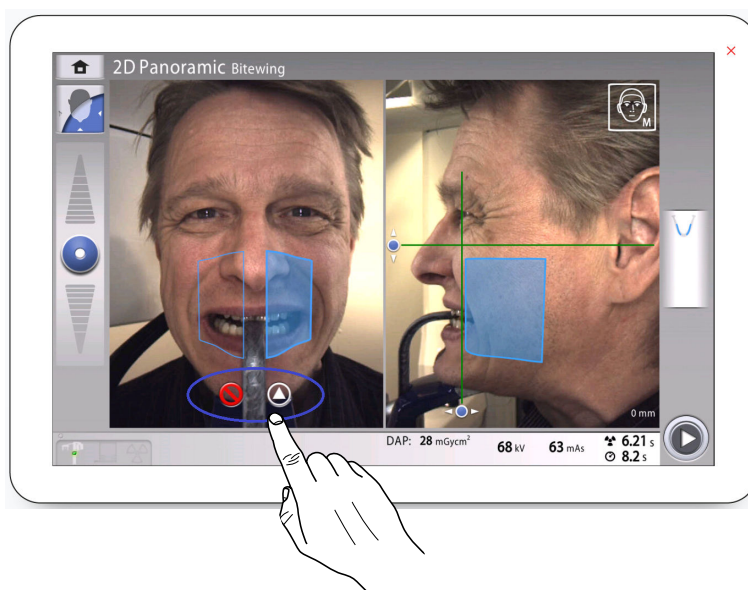 2D Panoramic Bitewing
M
0 mm
DAP: 28 mGycm²
68 kV
63 mAs
6.21 s
8.2 s